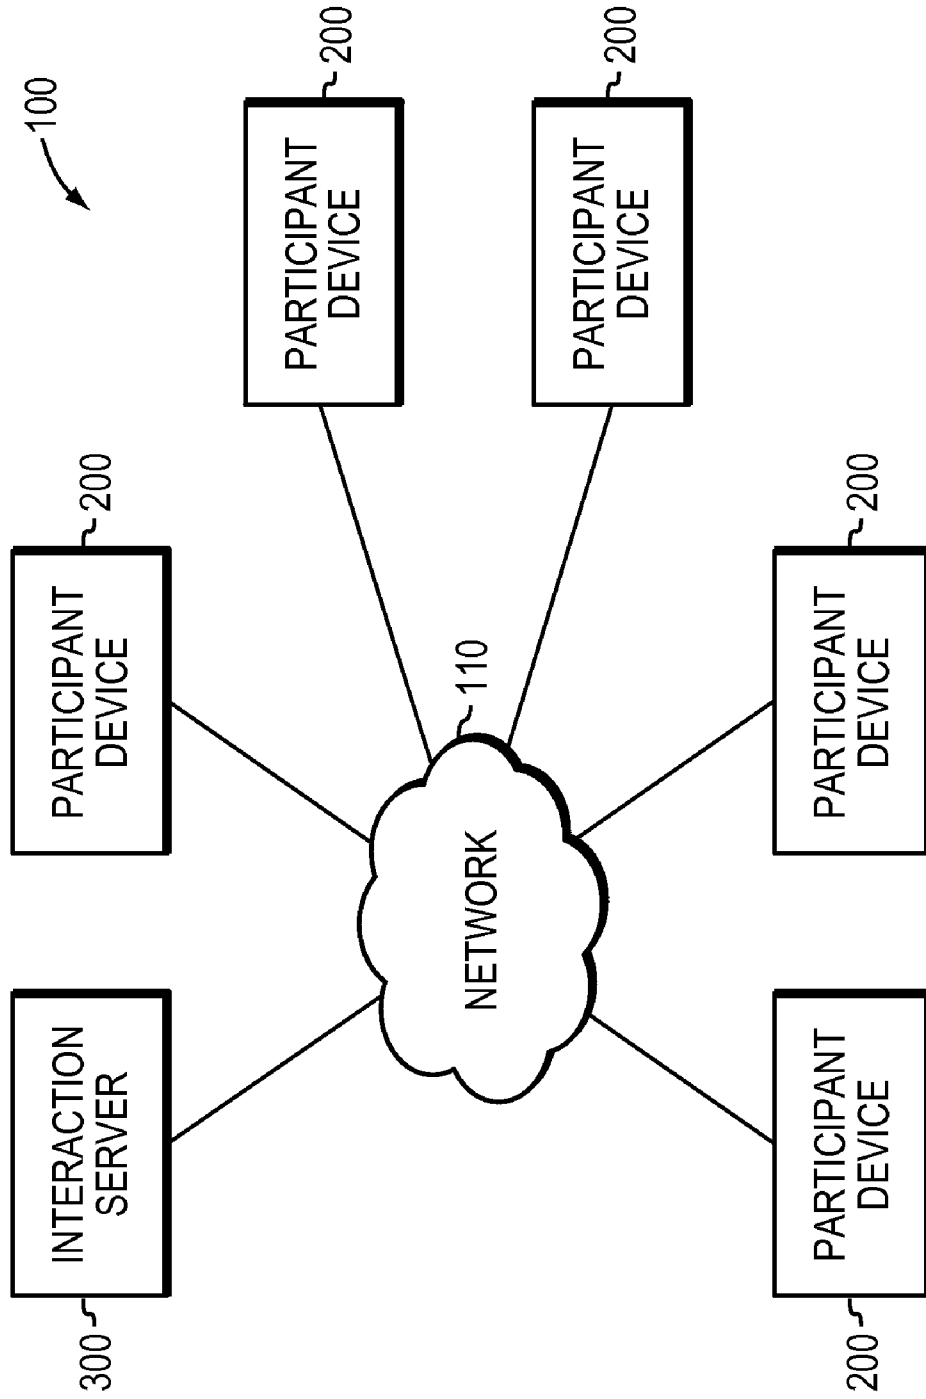 100
INTERACTION
SERVER
300
PARTICIPANT
DEVICE
200
PARTICIPANT
DEVICE
200
NETWORK
110
PARTICIPANT
DEVICE
200
PARTICIPANT
DEVICE
200
PARTICIPANT
DEVICE
200